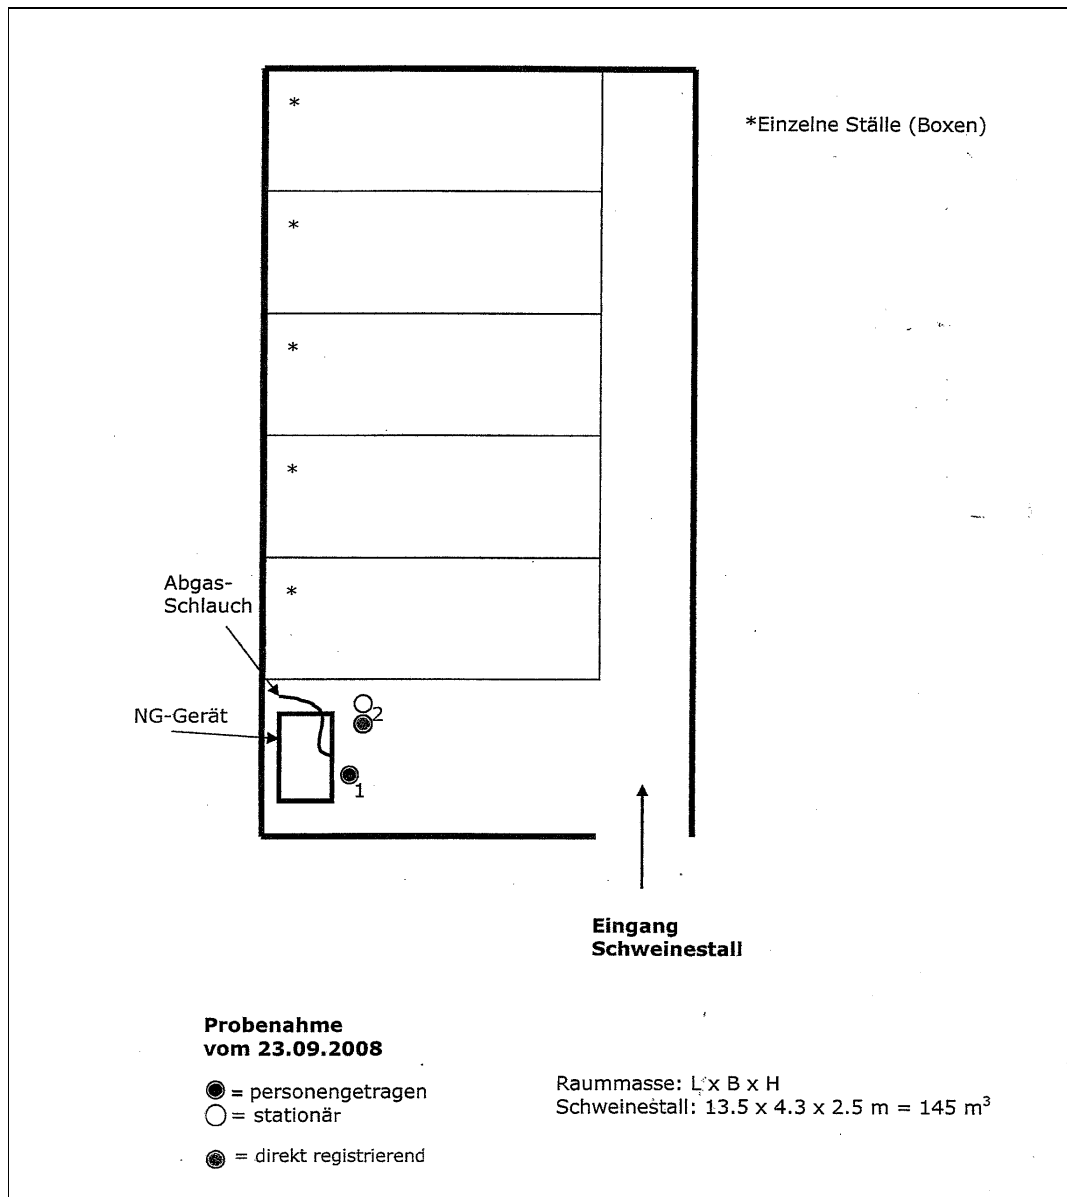 *
*Einzelne Ställe (Boxen)
*
*
*
*
Abgas-
Schlauch
NG-Gerät
2
1
Eingang
Schweinestall
Probenahme
vom 23.09.2008
= personengetragen
= stationär
= direkt registrierend
Raummasse: L x B x H
Schweinestall: 13.5 x 4.3 x 2.5 m = 145 m³